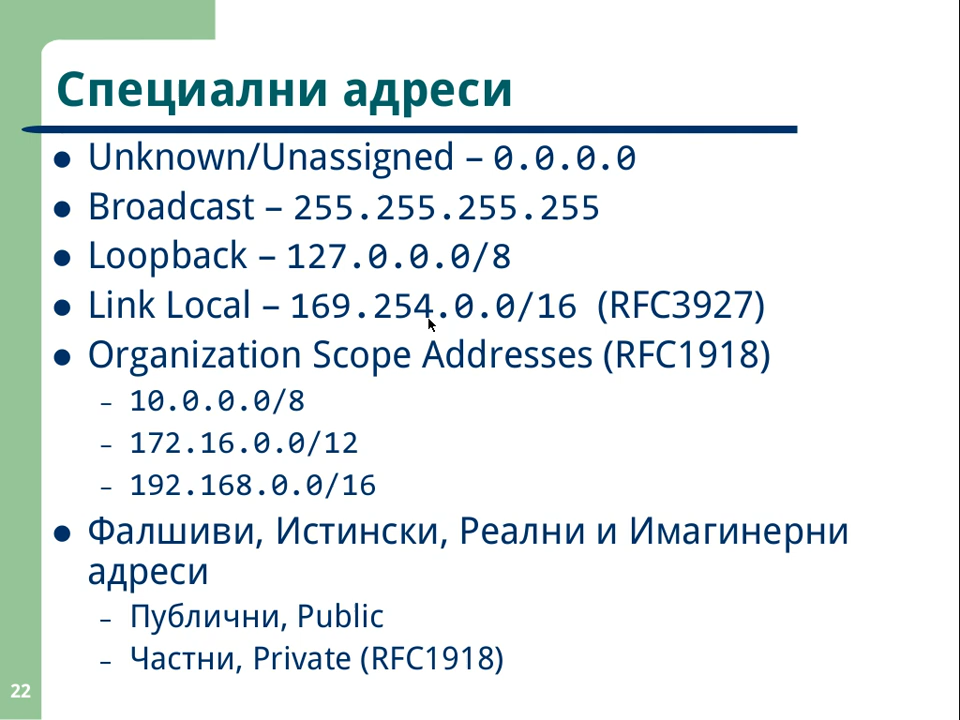 Специални адреси
● Unknown/Unassigned – 0.0.0.0
● Broadcast – 255.255.255.255
● Loopback – 127.0.0.0/8
● Link Local – 169.254.0.0/16 (RFC3927)
● Organization Scope Addresses (RFC1918)
– 10.0.0.0/8
– 172.16.0.0/12
– 192.168.0.0/16
● Фалшиви, Истински, Реални и Имагинерни
адреси
– Публични, Public
– Частни, Private (RFC1918)
22